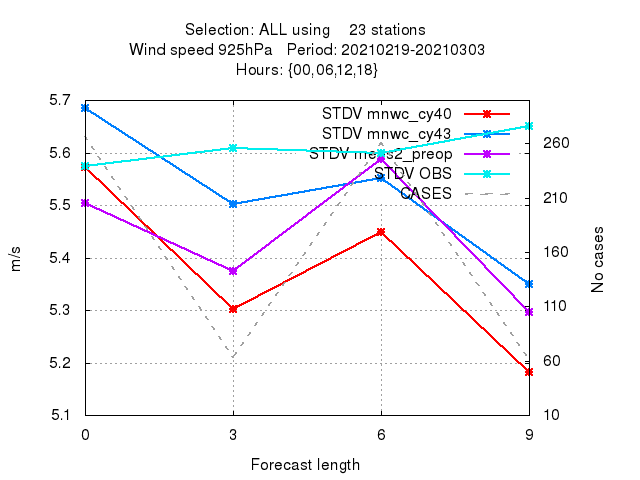 Selection: ALL using 23 stations
Wind speed 925hPa Period: 20210219-20210303
Hours: {00,06,12,18}
5.7
5.6
5.5
5.4
5.3
5.2
5.1
m/s
STDV mnwc_cy40
STDV mnwc_cy43
STDV OBS
CASES
260
210
160
110
60
10
No cases
0
3
6
9
Forecast length